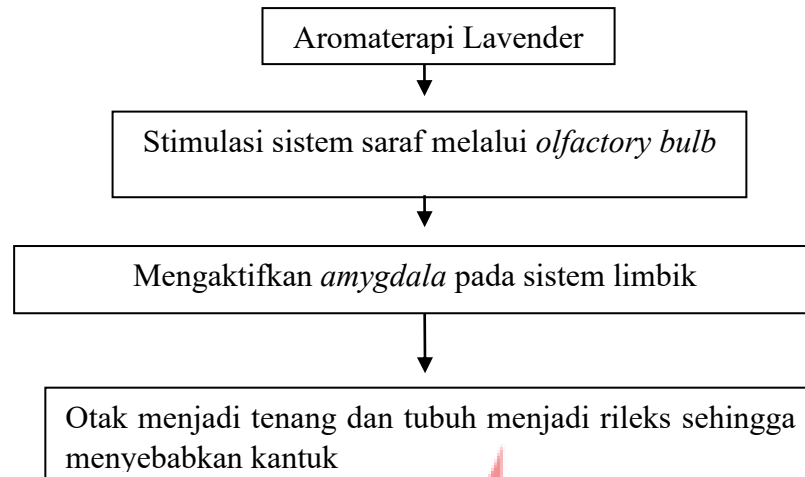 Aromaterapi Lavender
Stimulasi sistem saraf melalui olfactory bulb
Mengaktifkan amygdala pada sistem limbik
Otak menjadi tenang dan tubuh menjadi rileks sehingga
menyebabkan kantuk